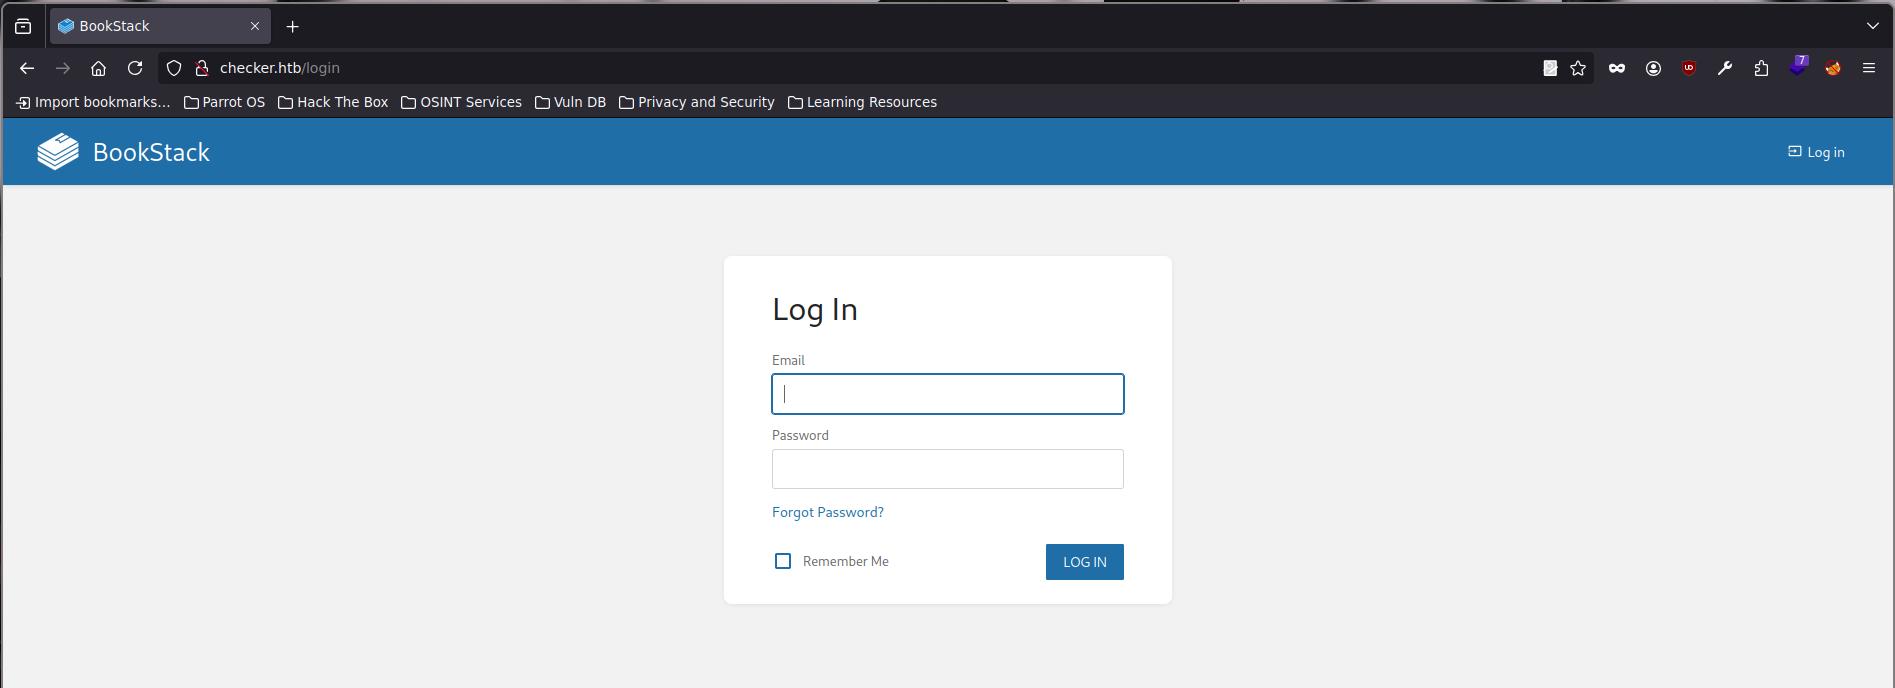 BookStack
checker.htb/login
7
Import bookmarks... Parrot OS Hack The Box OSINT Services Vuln DB Privacy and Security Learning Resources
BookStack Log in
Log In
Email
Password
Forgot Password?
Remember Me LOG IN